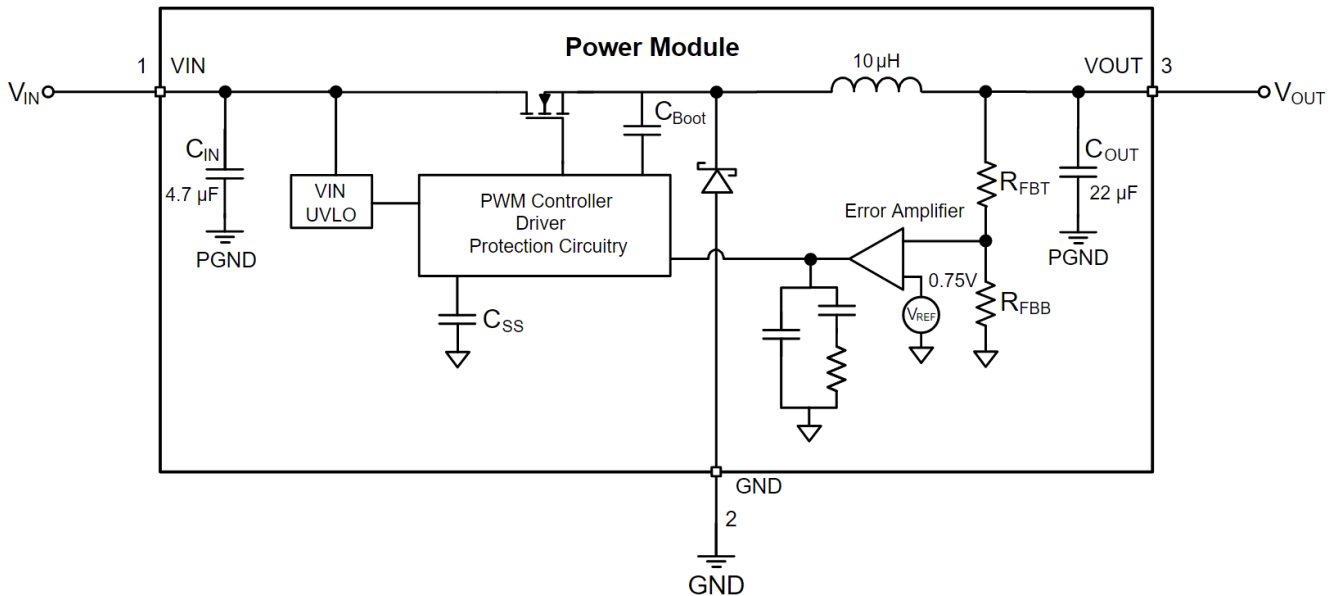 Power Module
1
VIN
10 µH
VOUT
3
VIN
VOUT
CBoot
CIN
4.7 µF
PGND
VIN
UVLO
PWM Controller
Driver
Protection Circuitry
CSS
Error Amplifier
0.75V
VREF
RFBT
RFBB
COUT
22 µF
PGND
GND
2
GND